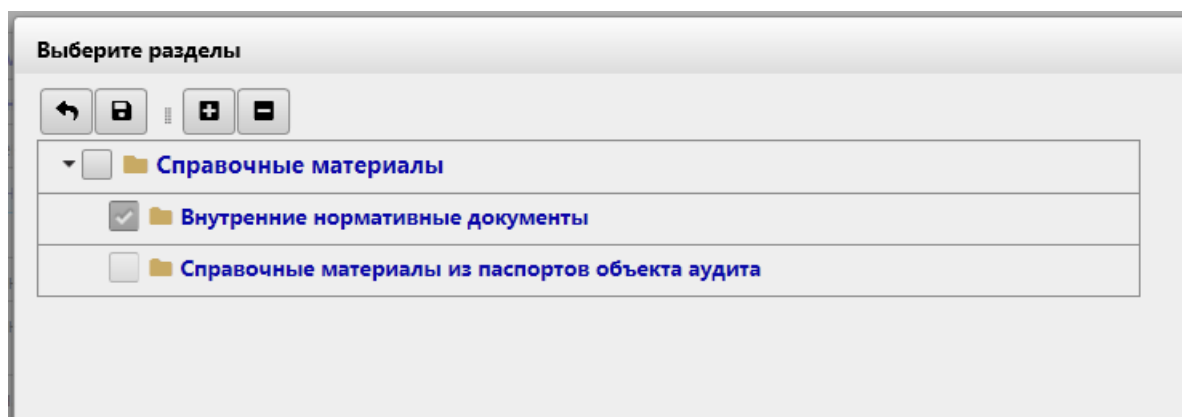 Выберите разделы
Справочные материалы
Внутренние нормативные документы
Справочные материалы из паспортов объекта аудита